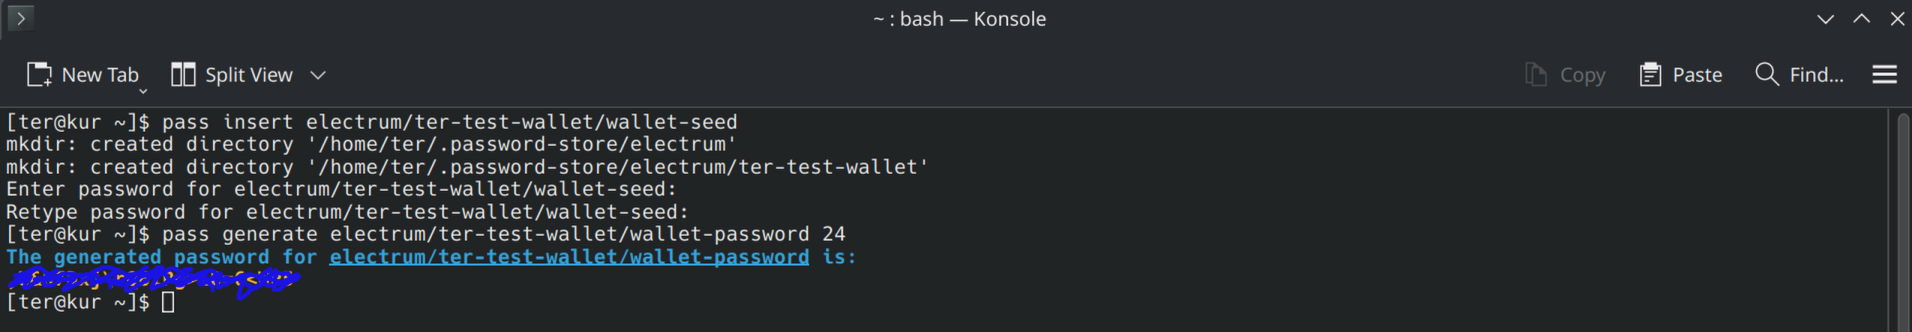 ~ : bash — Konsole
New Tab Split View Copy Paste Find...
[ter@kur ~]$ pass insert electrum/ter-test-wallet/wallet-seed
mkdir: created directory '/home/ter/.password-store/electrum'
mkdir: created directory '/home/ter/.password-store/electrum/ter-test-wallet'
Enter password for electrum/ter-test-wallet/wallet-seed:
Retype password for electrum/ter-test-wallet/wallet-seed:
[ter@kur ~]$ pass generate electrum/ter-test-wallet/wallet-password 24
The generated password for electrum/ter-test-wallet/wallet-password is:
[ter@kur ~]$